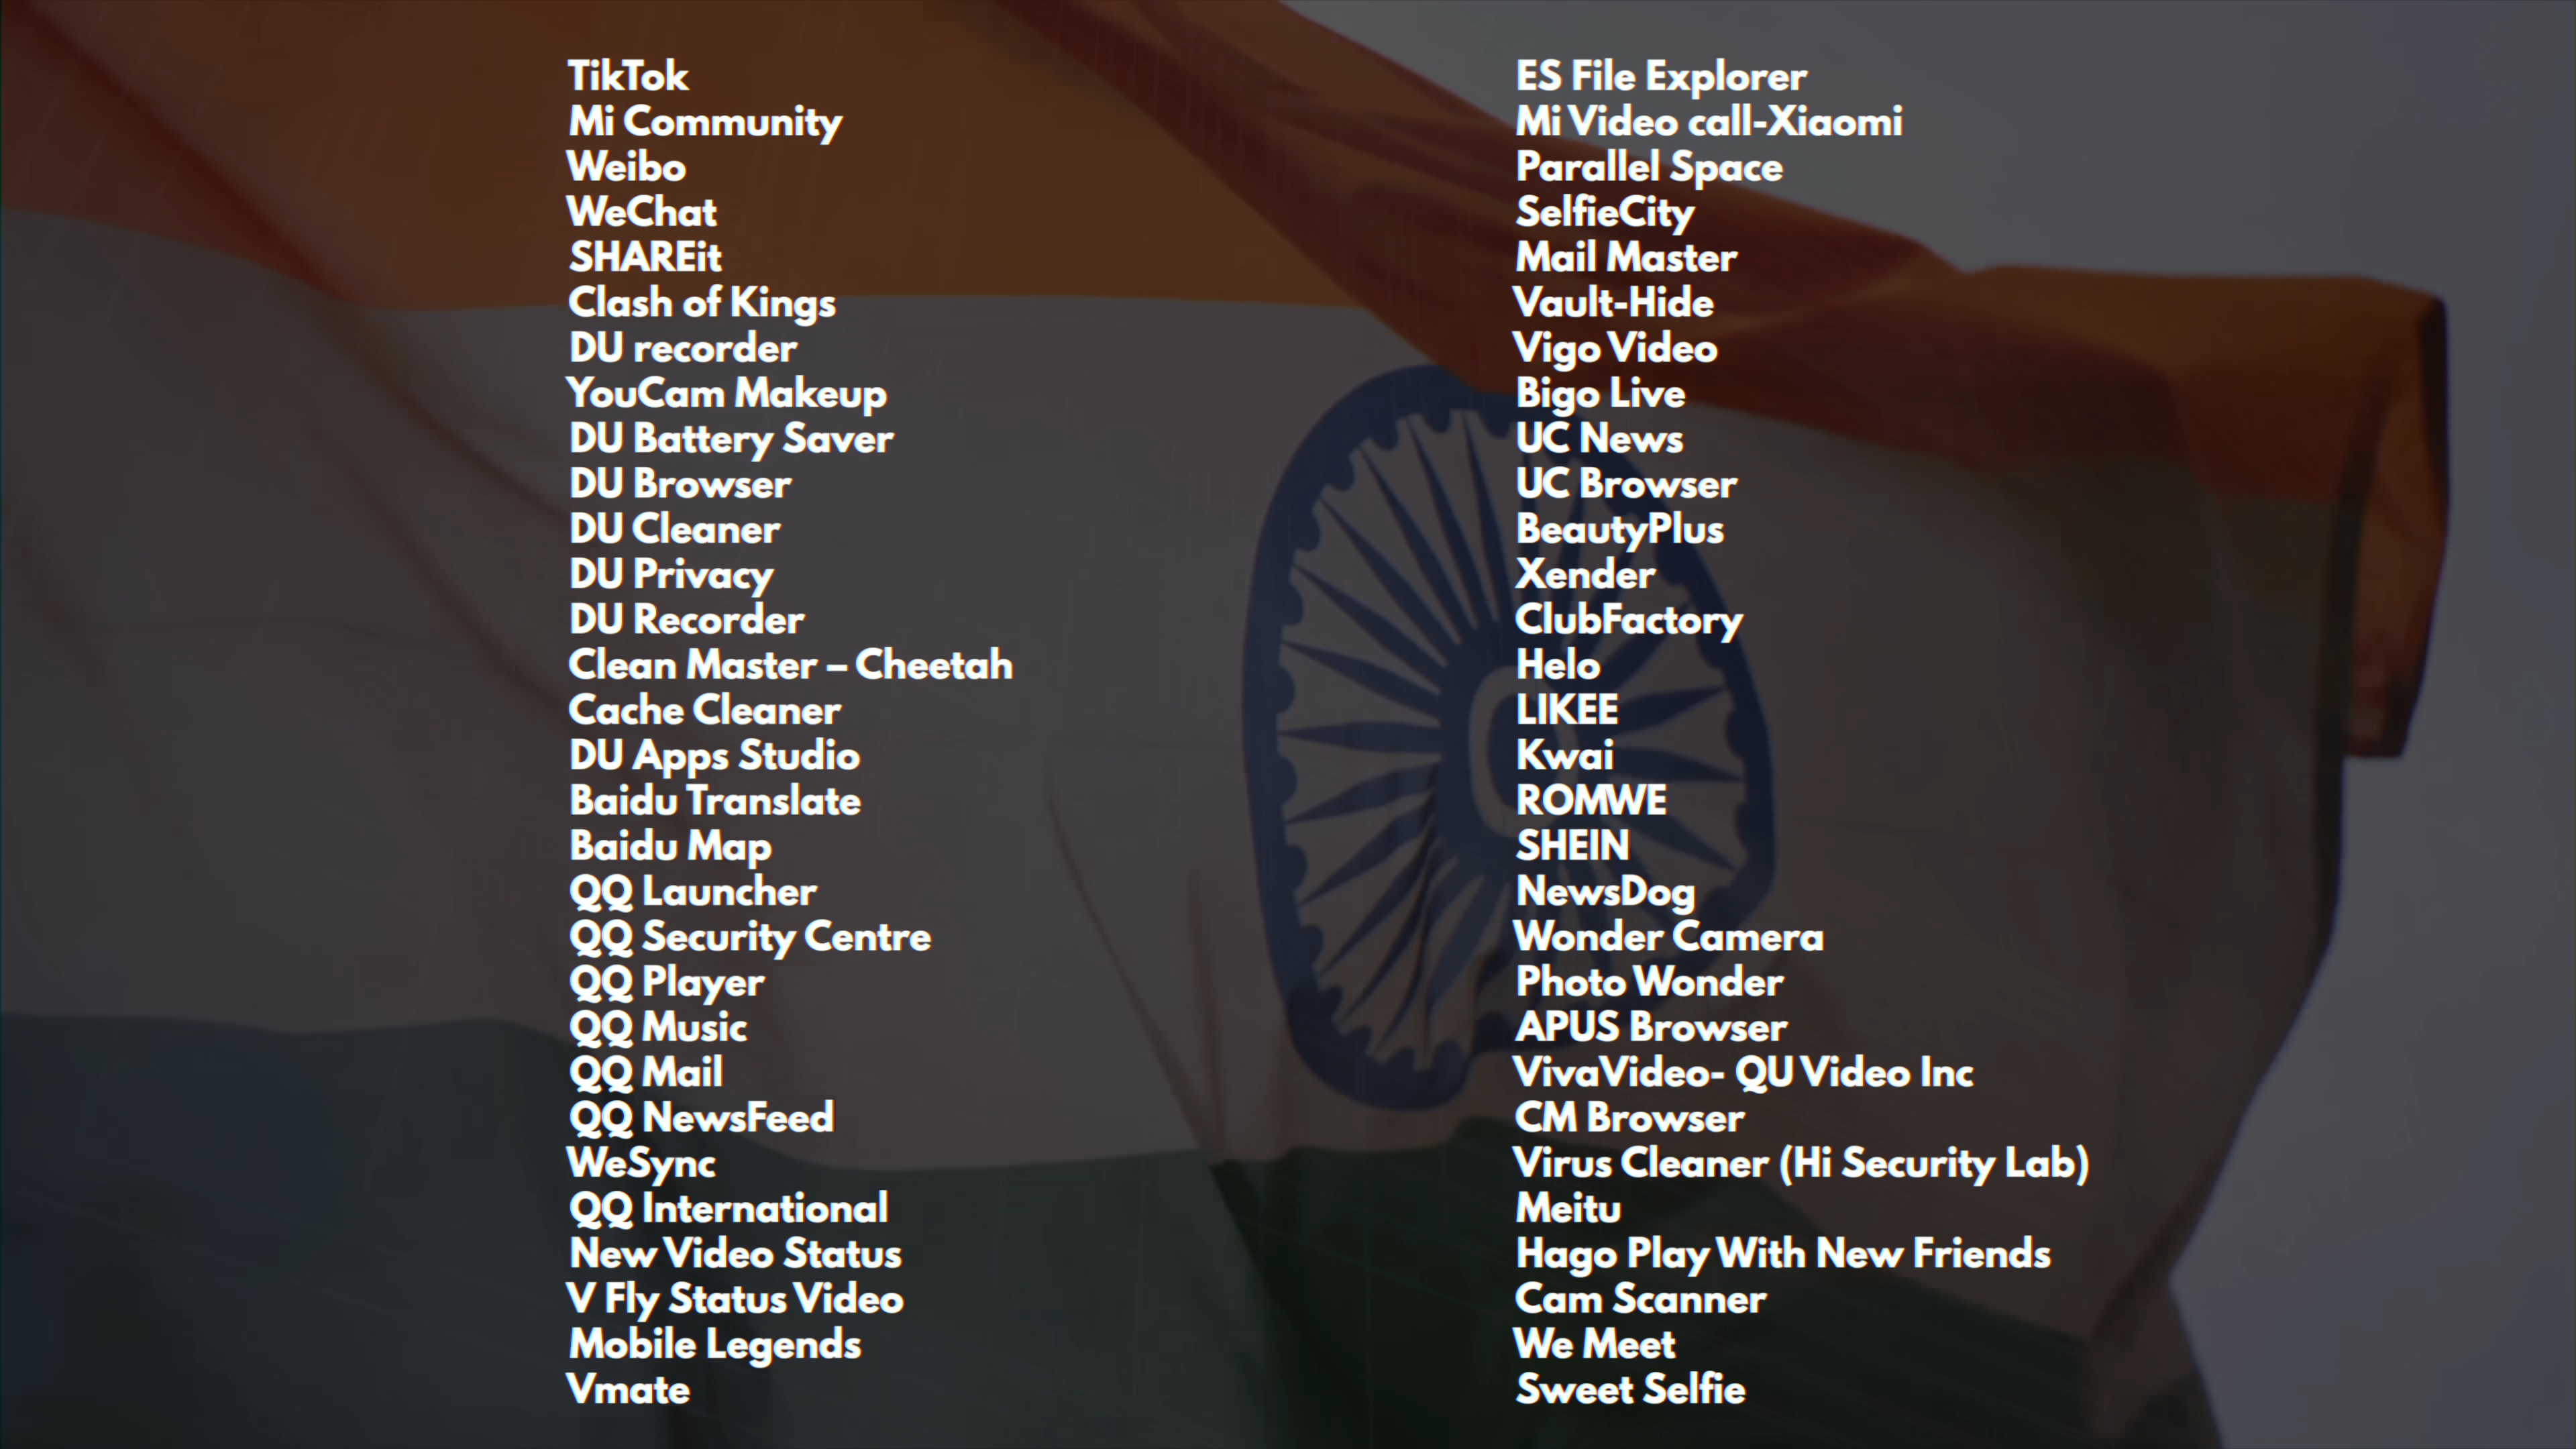 TikTok
Mi Community
Weibo
WeChat
SHAREit
Clash of Kings
DU recorder
YouCam Makeup
DU Battery Saver
DU Browser
DU Cleaner
DU Privacy
DU Recorder
Clean Master – Cheetah
Cache Cleaner
DU Apps Studio
Baidu Translate
Baidu Map
QQ Launcher
QQ Security Centre
QQ Player
QQ Music
QQ Mail
QQ NewsFeed
WeSync
QQ International
New Video Status
V Fly Status Video
Mobile Legends
Vmate
ES File Explorer
Mi Video call-Xiaomi
Parallel Space
SelfieCity
Mail Master
Vault-Hide
Vigo Video
Bigo Live
UC News
UC Browser
BeautyPlus
Xender
ClubFactory
Helo
LIKEE
Kwai
ROMWE
SHEIN
NewsDog
Wonder Camera
Photo Wonder
APUS Browser
VivaVideo- QU Video Inc
CM Browser
Virus Cleaner (Hi Security Lab)
Meitu
Hago Play With New Friends
Cam Scanner
We Meet
Sweet Selfie